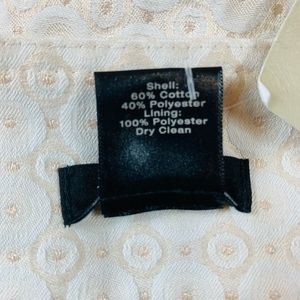 Shell:
60% Cotton
40% Polyester
Lining:
100% Polyester
Dry Clean